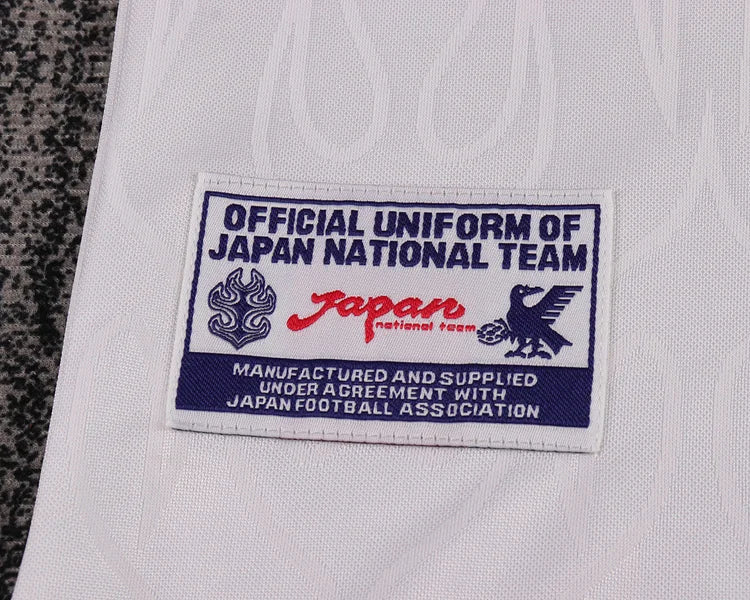 OFFICIAL UNIFORM OF
JAPAN NATIONAL TEAM
Japan
national team
MANUFACTURED AND SUPPLIED
UNDER AGREEMENT WITH
JAPAN FOOTBALL ASSOCIATION